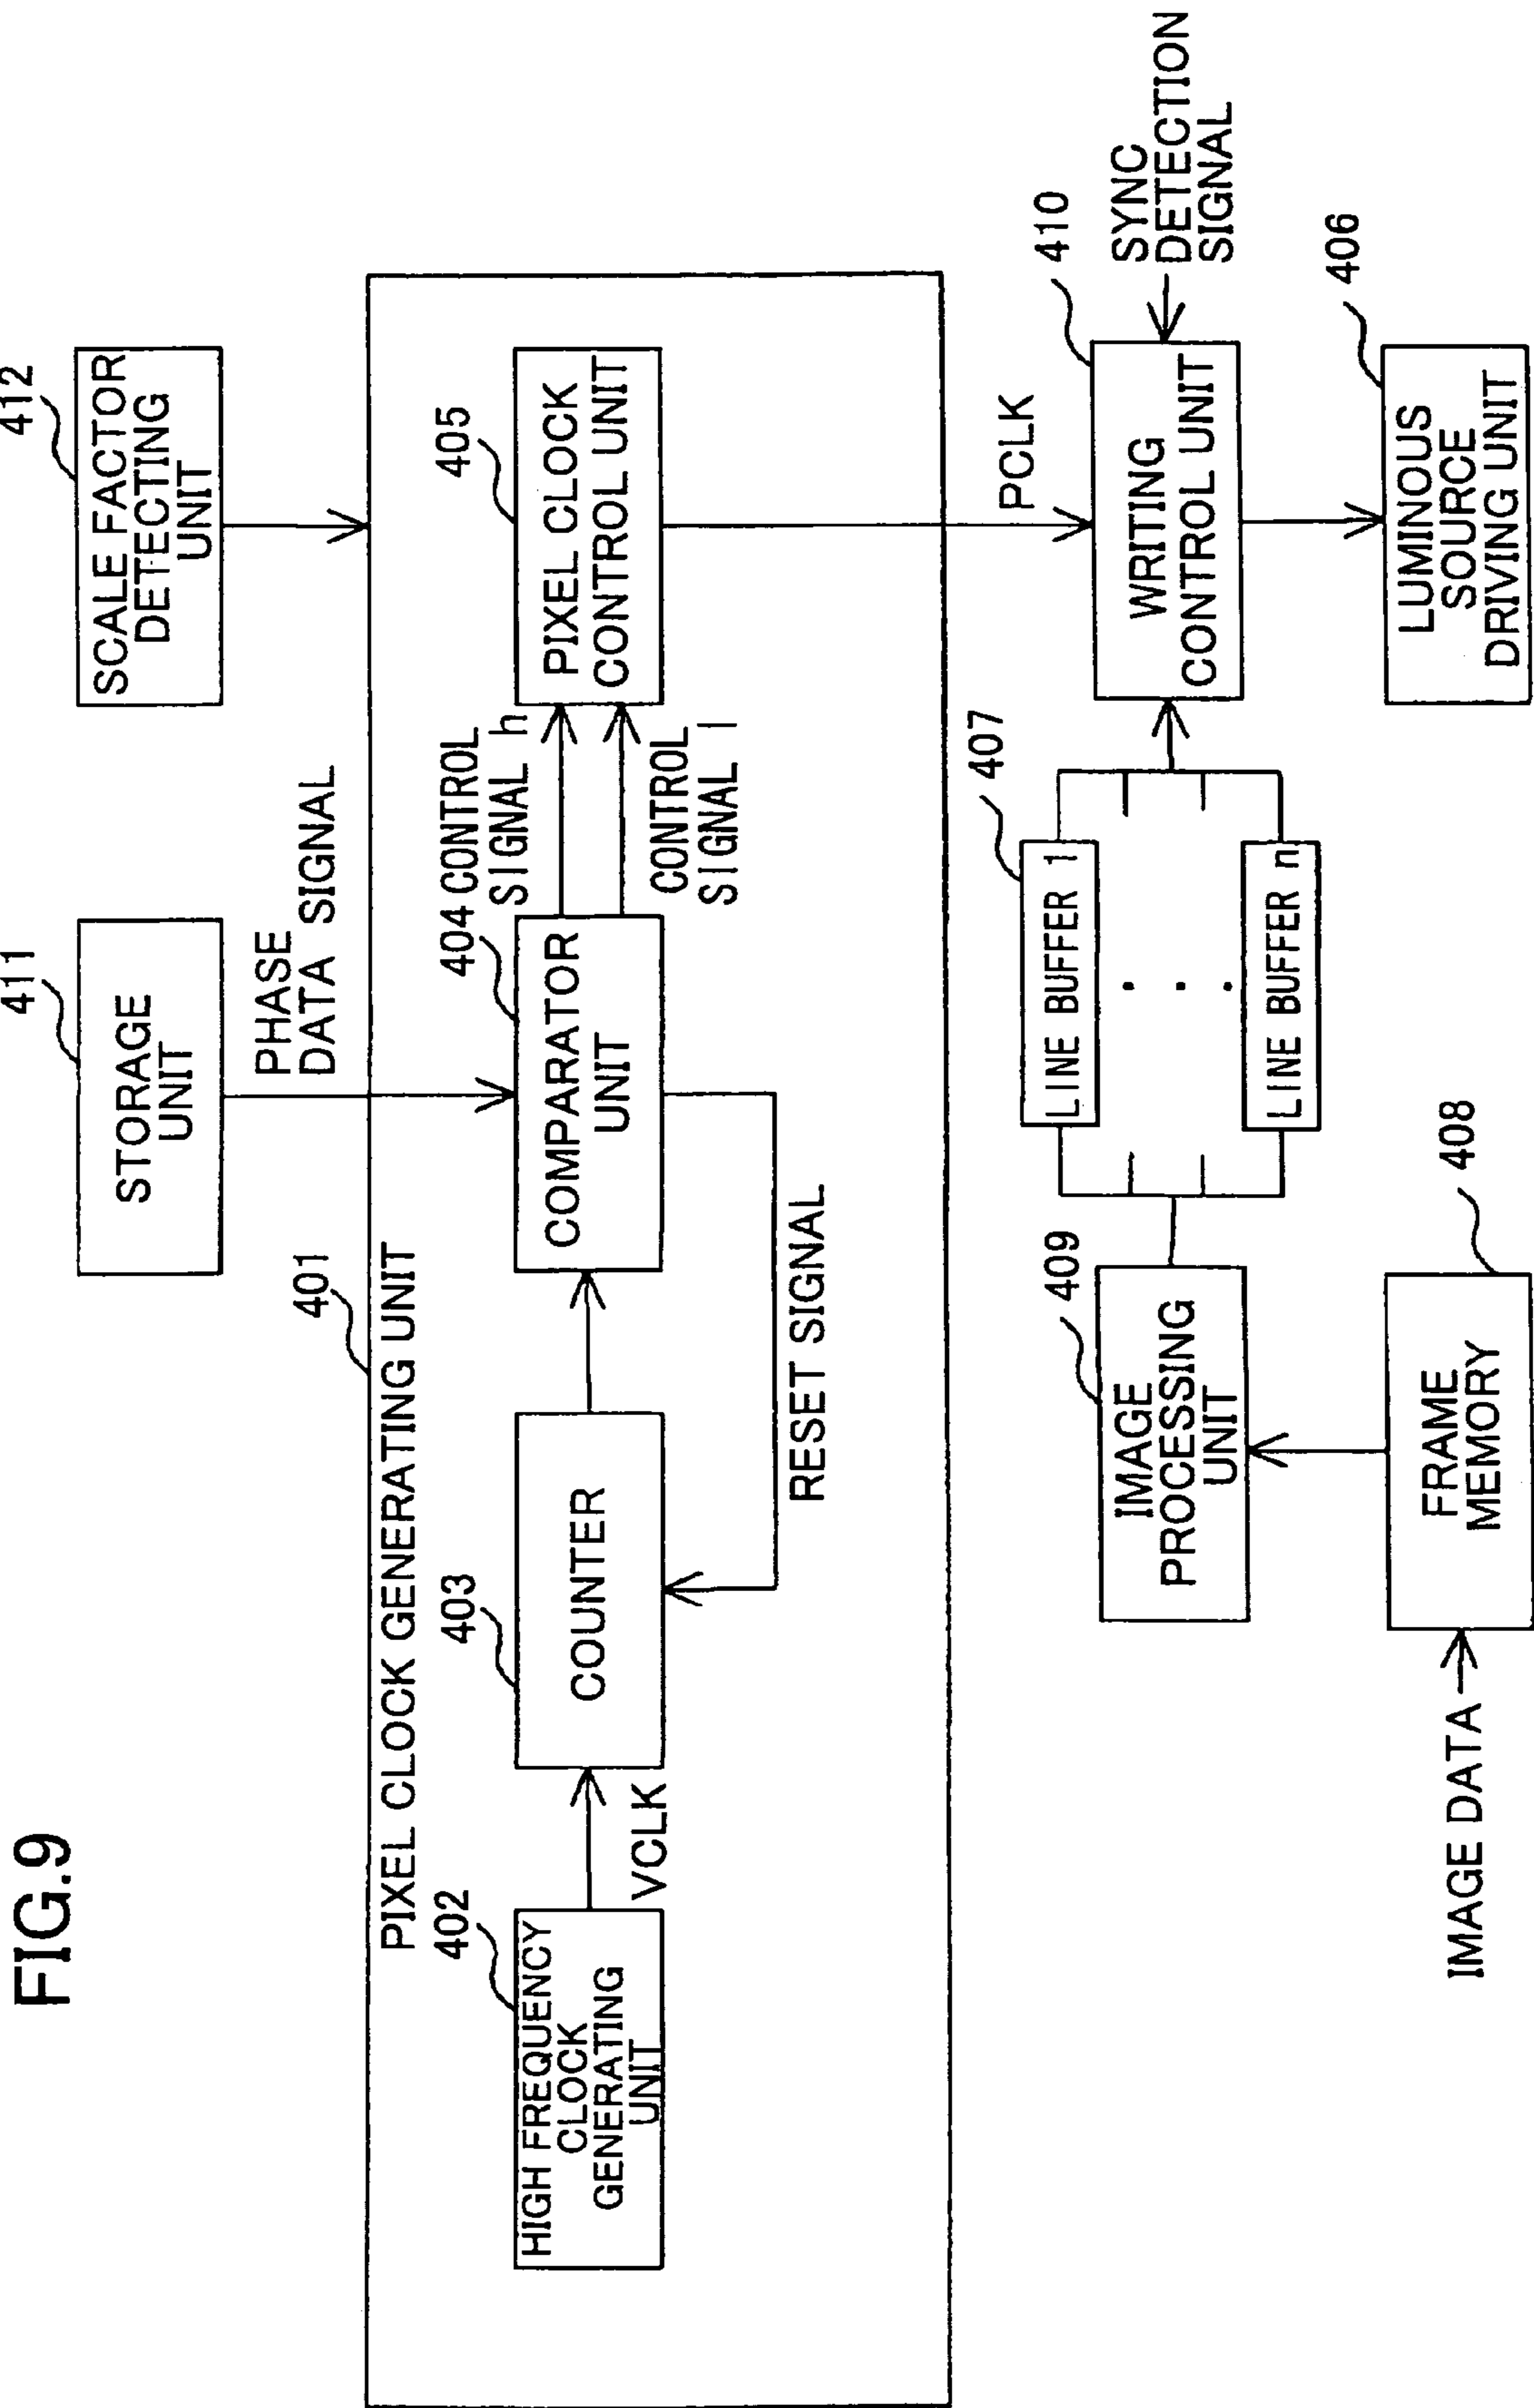 FIG.9
411
STORAGE
UNIT
412
SCALE FACTOR
DETECTING
UNIT
PHASE
DATA SIGNAL
401
PIXEL CLOCK GENERATING UNIT
402
HIGH FREQUENCY
CLOCK
GENERATING
UNIT
VCLK
403
COUNTER
404
COMPARATOR
UNIT
CONTROL
SIGNAL h
CONTROL
SIGNAL l
405
PIXEL CLOCK
CONTROL UNIT
RESET SIGNAL
PCLK
409
IMAGE
PROCESSING
UNIT
407
LINE BUFFER 1
LINE BUFFER n
410
WRITING
CONTROL UNIT
SYNC
DETECTION
SIGNAL
IMAGE DATA
408
FRAME
MEMORY
406
LUMINOUS
SOURCE
DRIVING UNIT